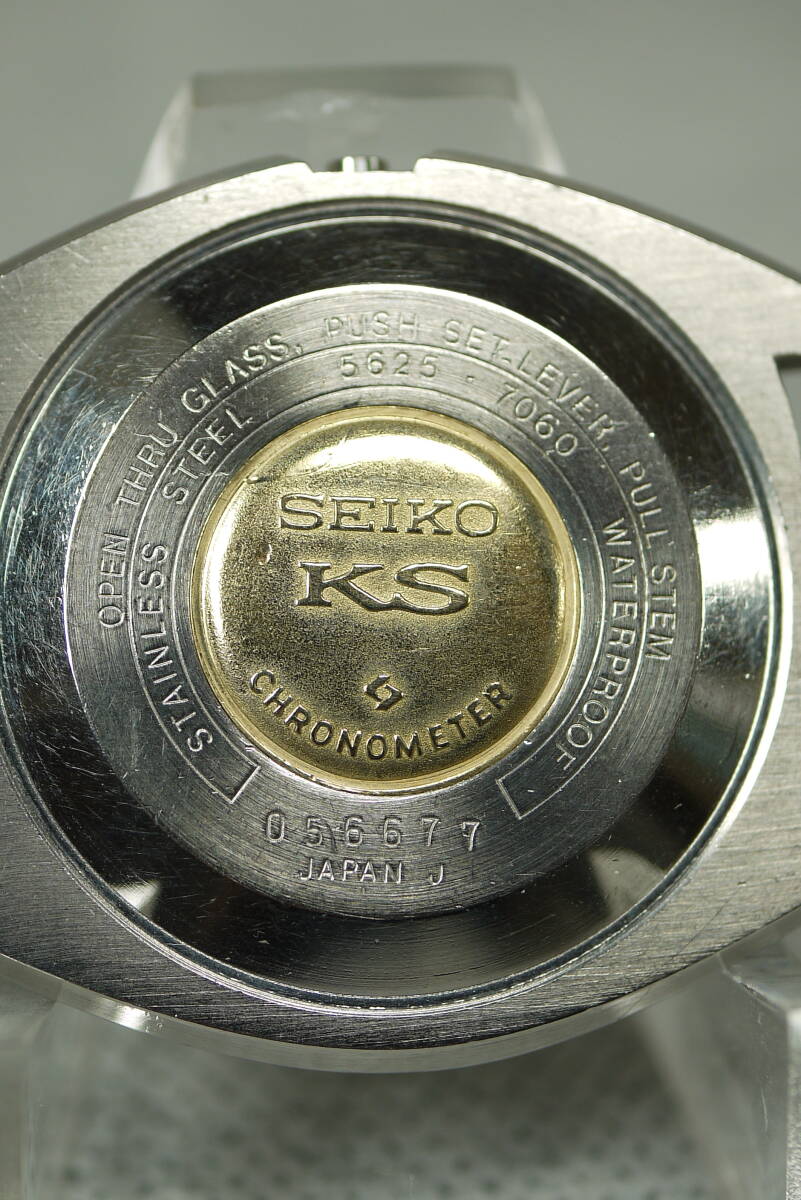 OPEN THRU GLASS, PUSH SET LEVER, PULL STEM
STAINLESS STEEL 5625-7060 WATERPROOF
SEIKO
KS
CHRONOMETER
056677
JAPAN J